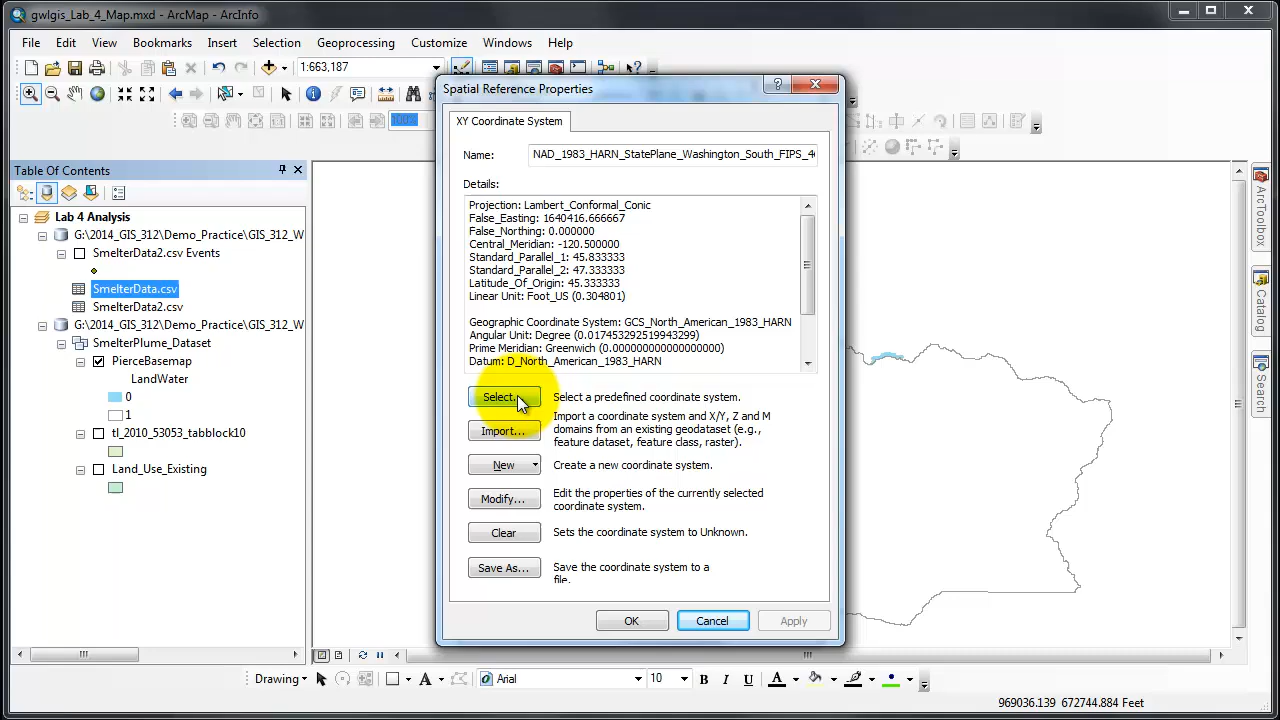 gwlgis_Lab_4_Map.mxd - ArcMap - ArcInfo
File Edit View Bookmarks Insert Selection Geoprocessing Customize Windows Help
1:663,187
100%
Table Of Contents
Lab 4 Analysis
G:\2014_GIS_312\Demo_Practice\GIS_312_W
SmelterData2.csv Events
SmelterData.csv
SmelterData2.csv
G:\2014_GIS_312\Demo_Practice\GIS_312_W
SmelterPlume_Dataset
PierceBasemap
LandWater
0
1
tl_2010_53053_tabblock10
Land_Use_Existing
Spatial Reference Properties
XY Coordinate System
Name: NAD_1983_HARN_StatePlane_Washington_South_FIPS_4
Details:
Projection: Lambert_Conformal_Conic
False_Easting: 1640416.666667
False_Northing: 0.000000
Central_Meridian: -120.500000
Standard_Parallel_1: 45.833333
Standard_Parallel_2: 47.333333
Latitude_Of_Origin: 45.333333
Linear Unit: Foot_US (0.304801)
Geographic Coordinate System: GCS_North_American_1983_HARN
Angular Unit: Degree (0.017453292519943299)
Prime Meridian: Greenwich (0.000000000000000000)
Datum: D_North_American_1983_HARN
Select... Select a predefined coordinate system.
Import... Import a coordinate system and X/Y, Z and M
domains from an existing geodataset (e.g.,
feature dataset, feature class, raster).
New Create a new coordinate system.
Modify... Edit the properties of the currently selected
coordinate system.
Clear Sets the coordinate system to Unknown.
Save As... Save the coordinate system to a
file.
OK Cancel Apply
ArcToolbox
Catalog
Search
Drawing A Arial 10 B I U A
969036.139 672744.884 Feet